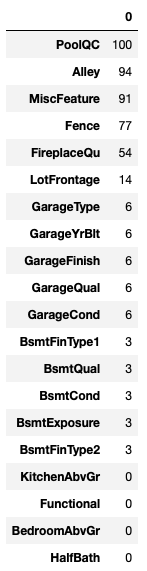 0
PoolQC 100
Alley 94
MiscFeature 91
Fence 77
FireplaceQu 54
LotFrontage 14
GarageType 6
GarageYrBlt 6
GarageFinish 6
GarageQual 6
GarageCond 6
BsmtFinType1 3
BsmtQual 3
BsmtCond 3
BsmtExposure 3
BsmtFinType2 3
KitchenAbvGr 0
Functional 0
BedroomAbvGr 0
HalfBath 0